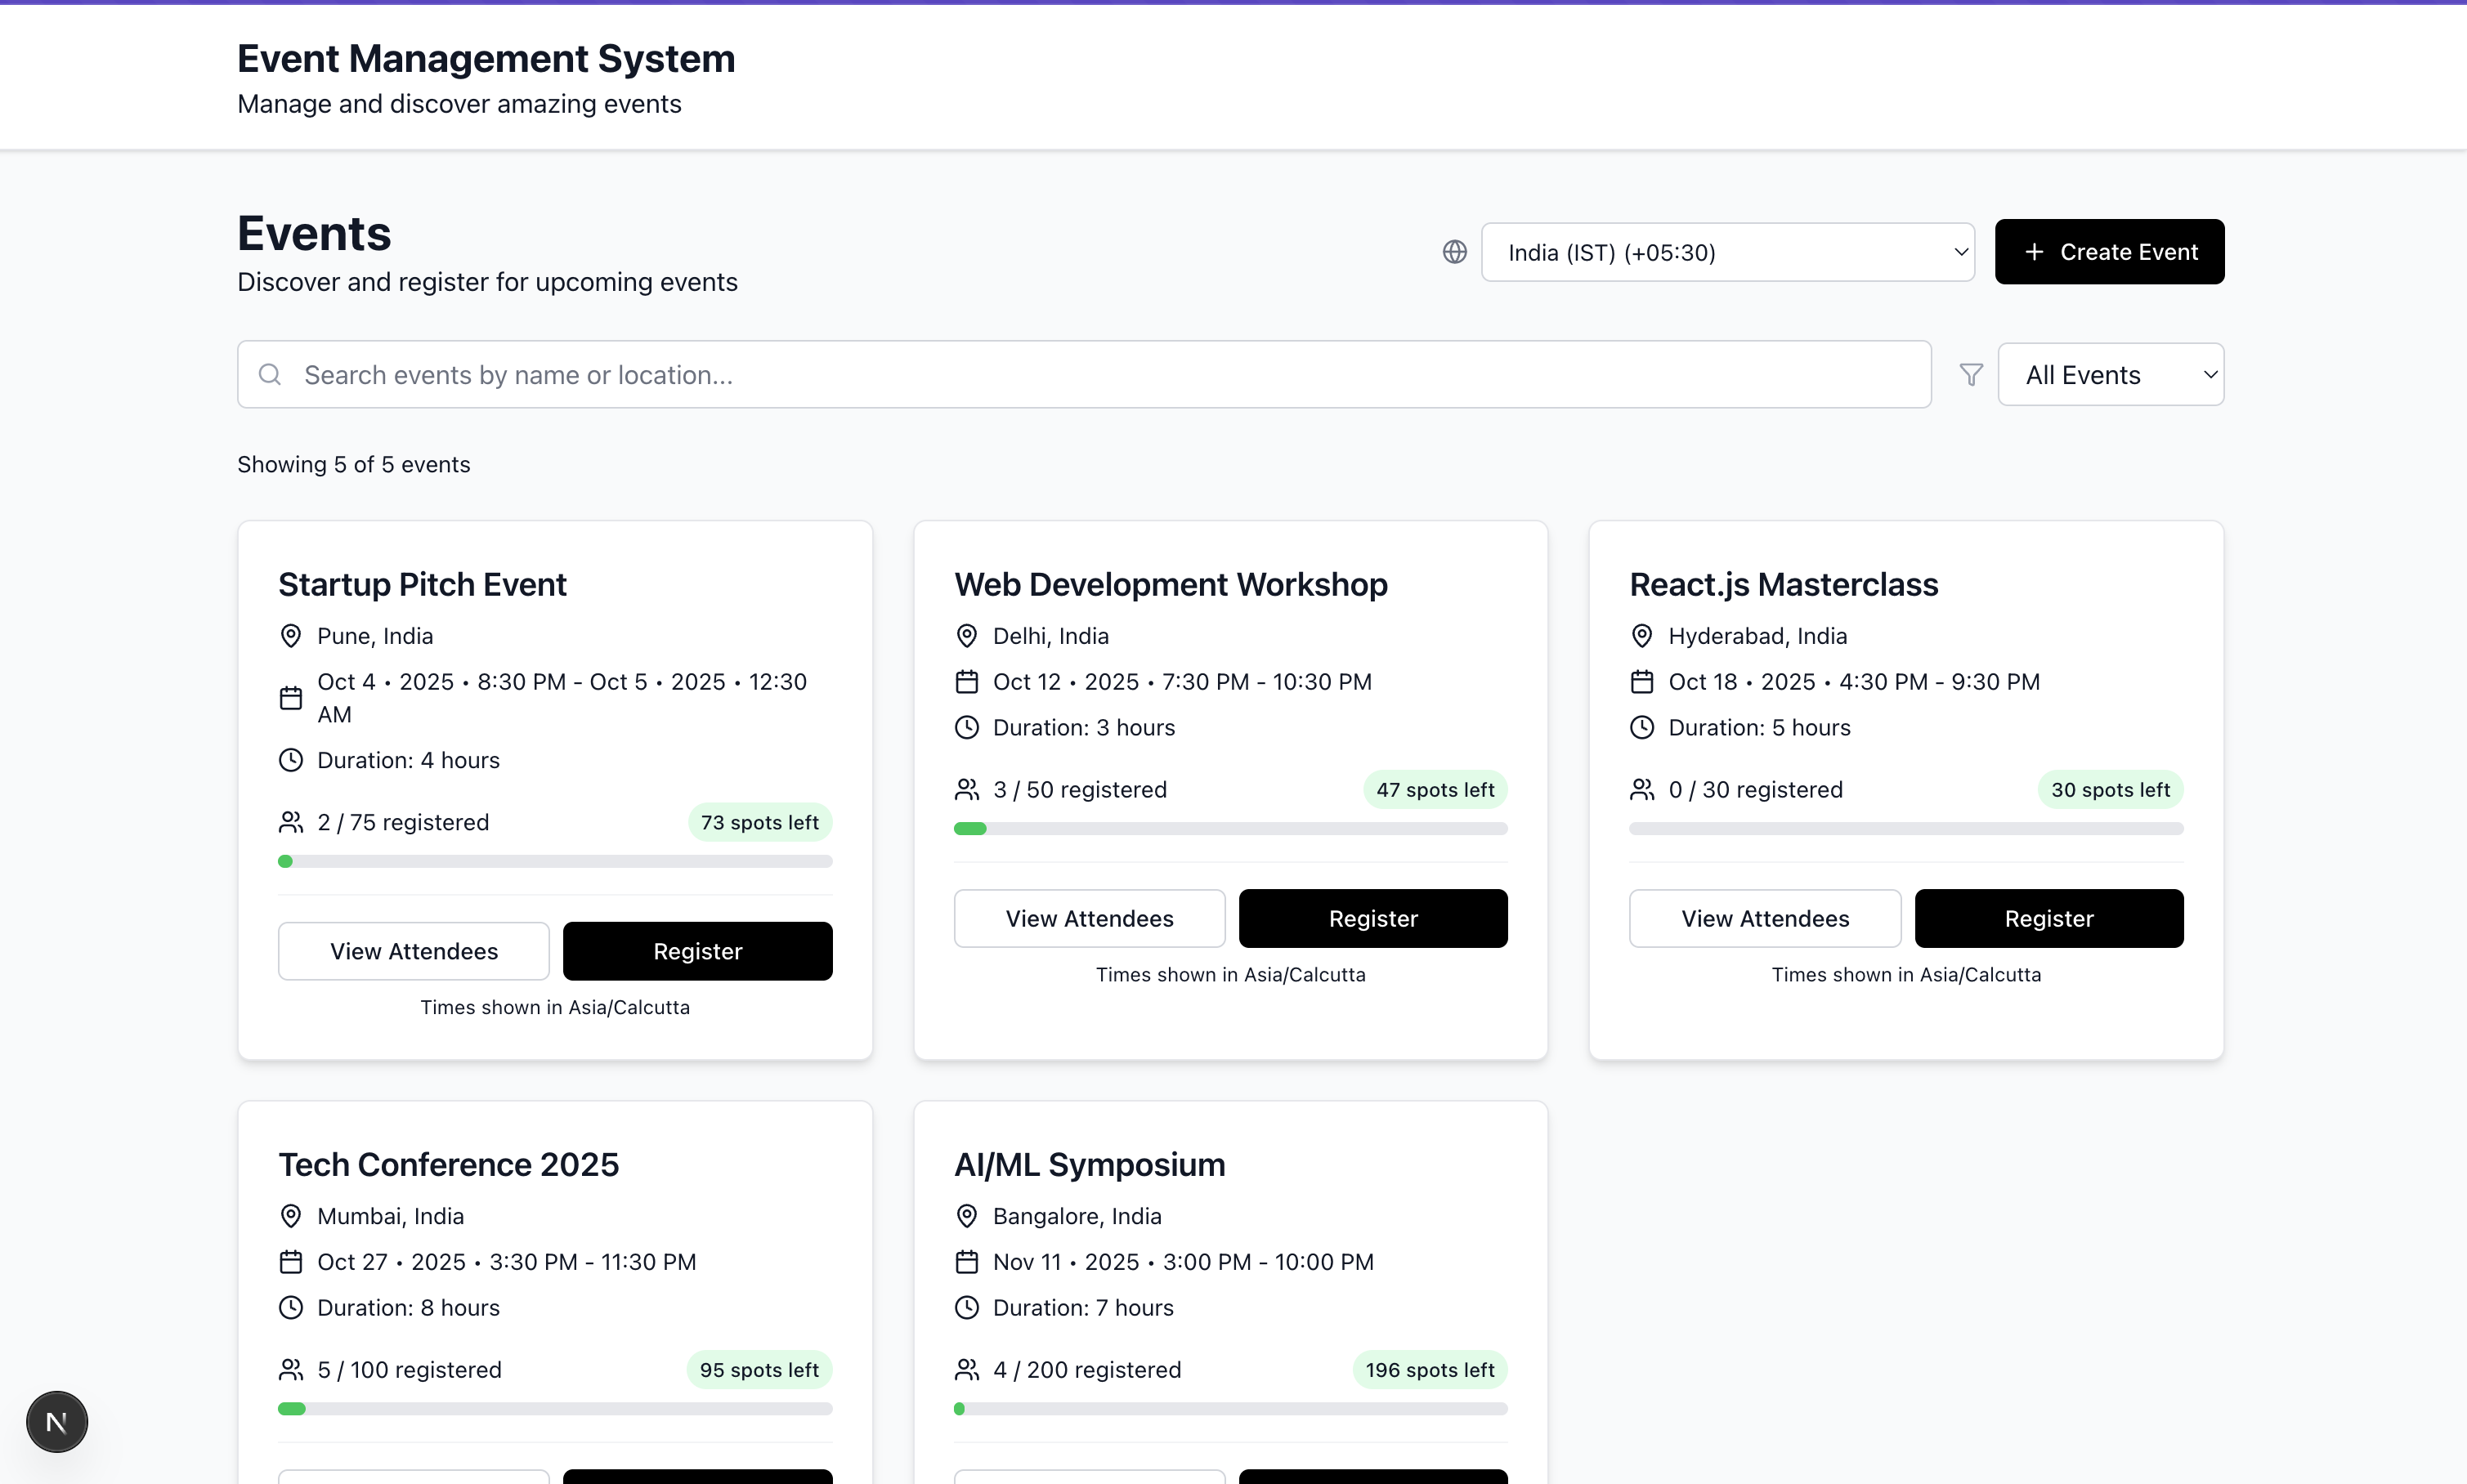 Event Management System
Manage and discover amazing events
Events
Discover and register for upcoming events
India (IST) (+05:30)
+ Create Event
Search events by name or location...
All Events
Showing 5 of 5 events
Startup Pitch Event
Pune, India
Oct 4 • 2025 • 8:30 PM - Oct 5 • 2025 • 12:30
AM
Duration: 4 hours
2 / 75 registered
73 spots left
View Attendees
Register
Times shown in Asia/Calcutta
Web Development Workshop
Delhi, India
Oct 12 • 2025 • 7:30 PM - 10:30 PM
Duration: 3 hours
3 / 50 registered
47 spots left
View Attendees
Register
Times shown in Asia/Calcutta
React.js Masterclass
Hyderabad, India
Oct 18 • 2025 • 4:30 PM - 9:30 PM
Duration: 5 hours
0 / 30 registered
30 spots left
View Attendees
Register
Times shown in Asia/Calcutta
Tech Conference 2025
Mumbai, India
Oct 27 • 2025 • 3:30 PM - 11:30 PM
Duration: 8 hours
5 / 100 registered
95 spots left
AI/ML Symposium
Bangalore, India
Nov 11 • 2025 • 3:00 PM - 10:00 PM
Duration: 7 hours
4 / 200 registered
196 spots left
N